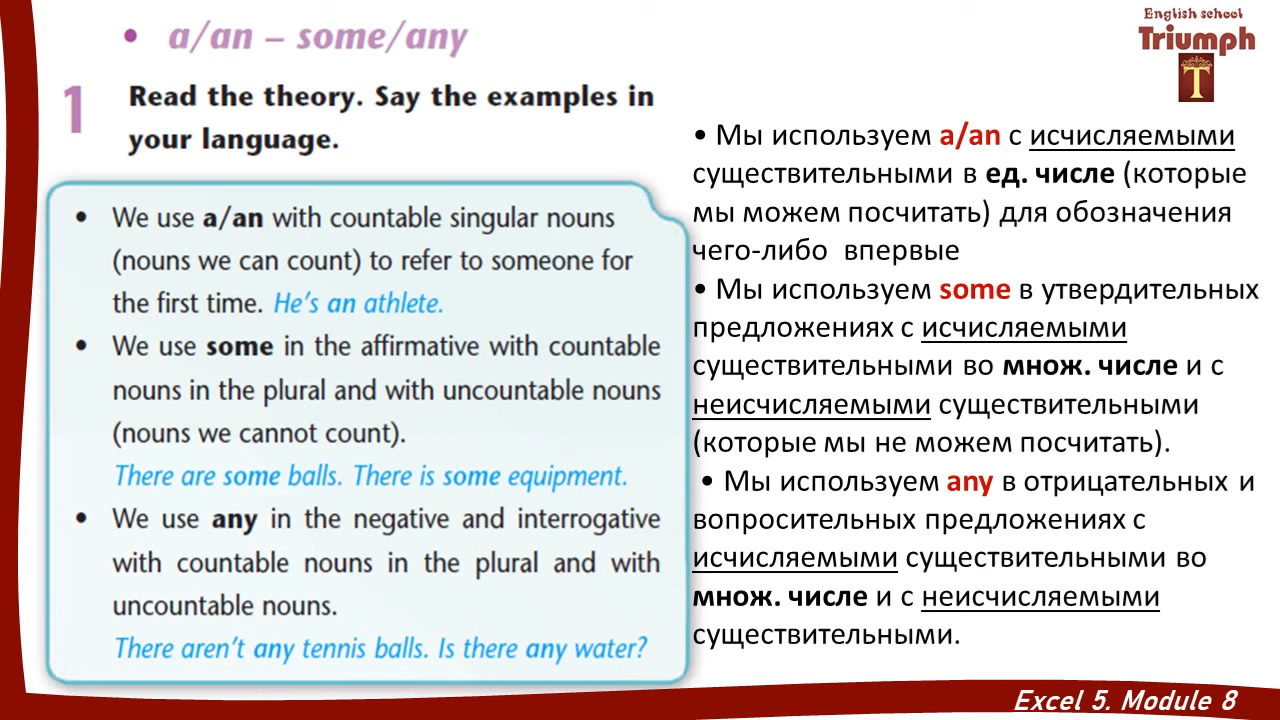 • a/an – some/any
English school
Triumph
T
1
Read the theory. Say the examples in
your language.
• We use a/an with countable singular nouns
(nouns we can count) to refer to someone for
the first time. He's an athlete.
• We use some in the affirmative with countable
nouns in the plural and with uncountable nouns
(nouns we cannot count).
There are some balls. There is some equipment.
• We use any in the negative and interrogative
with countable nouns in the plural and with
uncountable nouns.
There aren't any tennis balls. Is there any water?
• Мы используем a/an с исчисляемыми
существительными в ед. числе (которые
мы можем посчитать) для обозначения
чего-либо впервые
• Мы используем some в утвердительных
предложениях с исчисляемыми
существительными во множ. числе и с
неисчисляемыми существительными
(которые мы не можем посчитать).
• Мы используем any в отрицательных и
вопросительных предложениях с
исчисляемыми существительными во
множ. числе и с неисчисляемыми
существительными.
Excel 5. Module 8